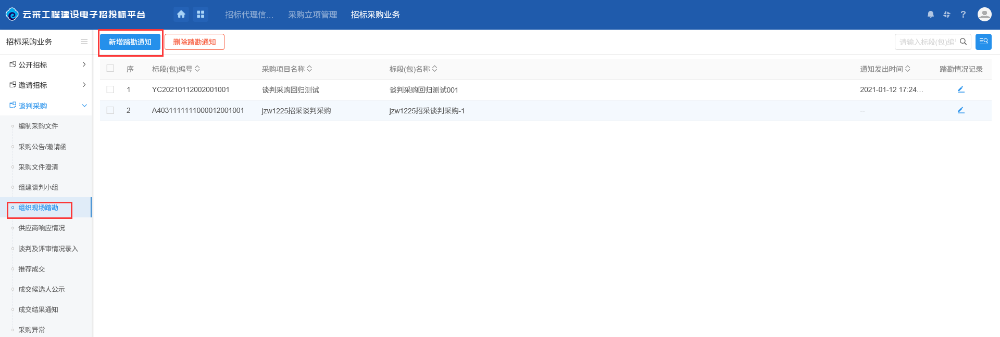 云采工程建设电子招投标平台
招标代理信... 采购立项管理 招标采购业务
招标采购业务
新增踏勘通知 删除踏勘通知
请输入标段(包)编
公开招标
邀请招标
谈判采购
编制采购文件
采购公告/邀请函
采购文件澄清
组建谈判小组
组织现场踏勘
供应商响应情况
谈判及评审情况录入
推荐成交
成交候选人公示
成交结果通知
采购异常
序 标段(包)编号 采购项目名称 标段(包)名称 通知发出时间 踏勘情况记录
1 YC20210112002001001 谈判采购回归测试 谈判采购回归测试001 2021-01-12 17:24...
2 A4031111111000012001001 jzw1225招采谈判采购 jzw1225招采谈判采购-1 --